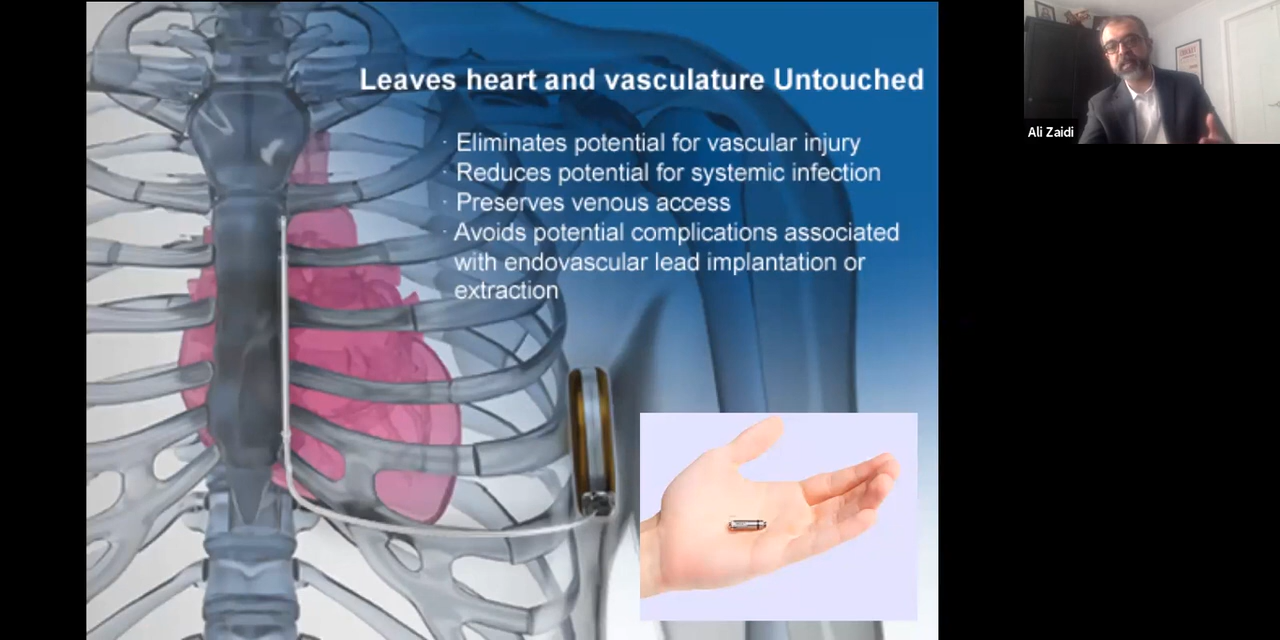 Leaves heart and vasculature Untouched
· Eliminates potential for vascular injury
· Reduces potential for systemic infection
· Preserves venous access
· Avoids potential complications associated
with endovascular lead implantation or
extraction
Ali Zaidi